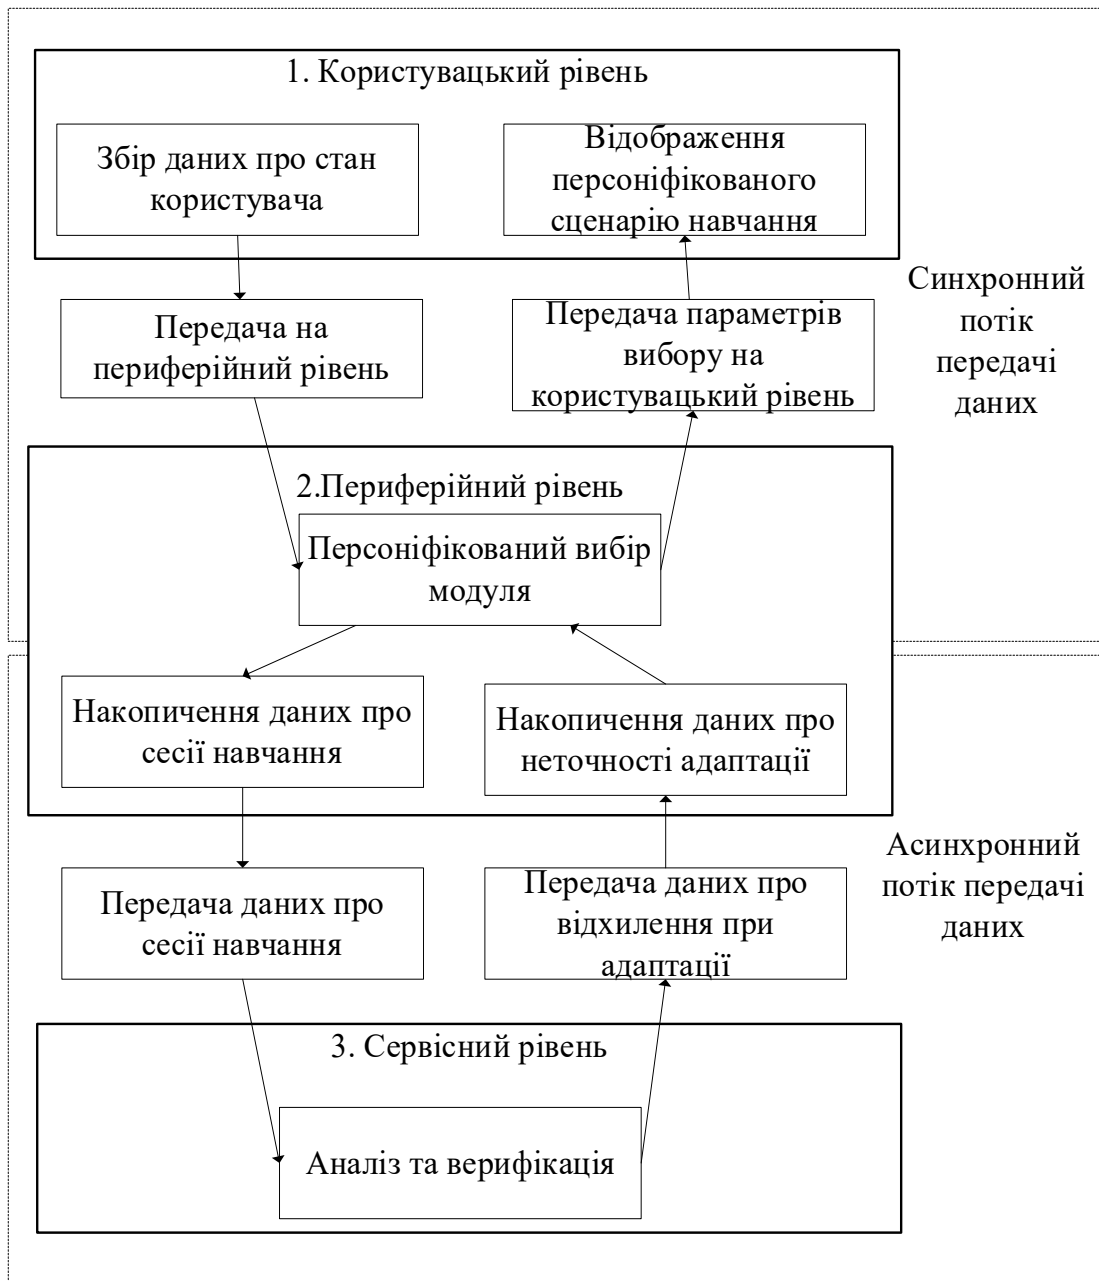 1. Користувацький рівень
Збір даних про стан
користувача
Відображення
персоніфікованого
сценарію навчання
Синхронний
потік
передачі
даних
Передача на
периферійний рівень
Передача параметрів
вибору на
користувацький рівень
2.Периферійний рівень
Персоніфікований вибір
модуля
Накопичення даних про
сесії навчання
Накопичення даних про
неточності адаптації
Асинхронний
потік передачі
даних
Передача даних про
сесії навчання
Передача даних про
відхилення при
адаптації
3. Сервісний рівень
Аналіз та верифікація